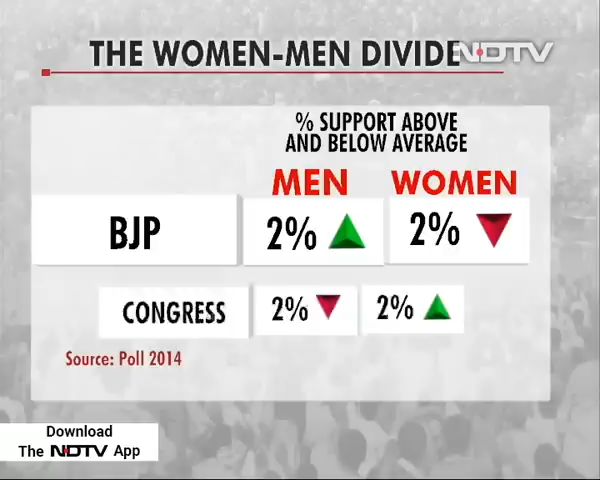 THE WOMEN-MEN DIVIDE
NDTV
% SUPPORT ABOVE
AND BELOW AVERAGE
MEN WOMEN
BJP 2% 2%
CONGRESS 2% 2%
Source: Poll 2014
Download
The NDTV App